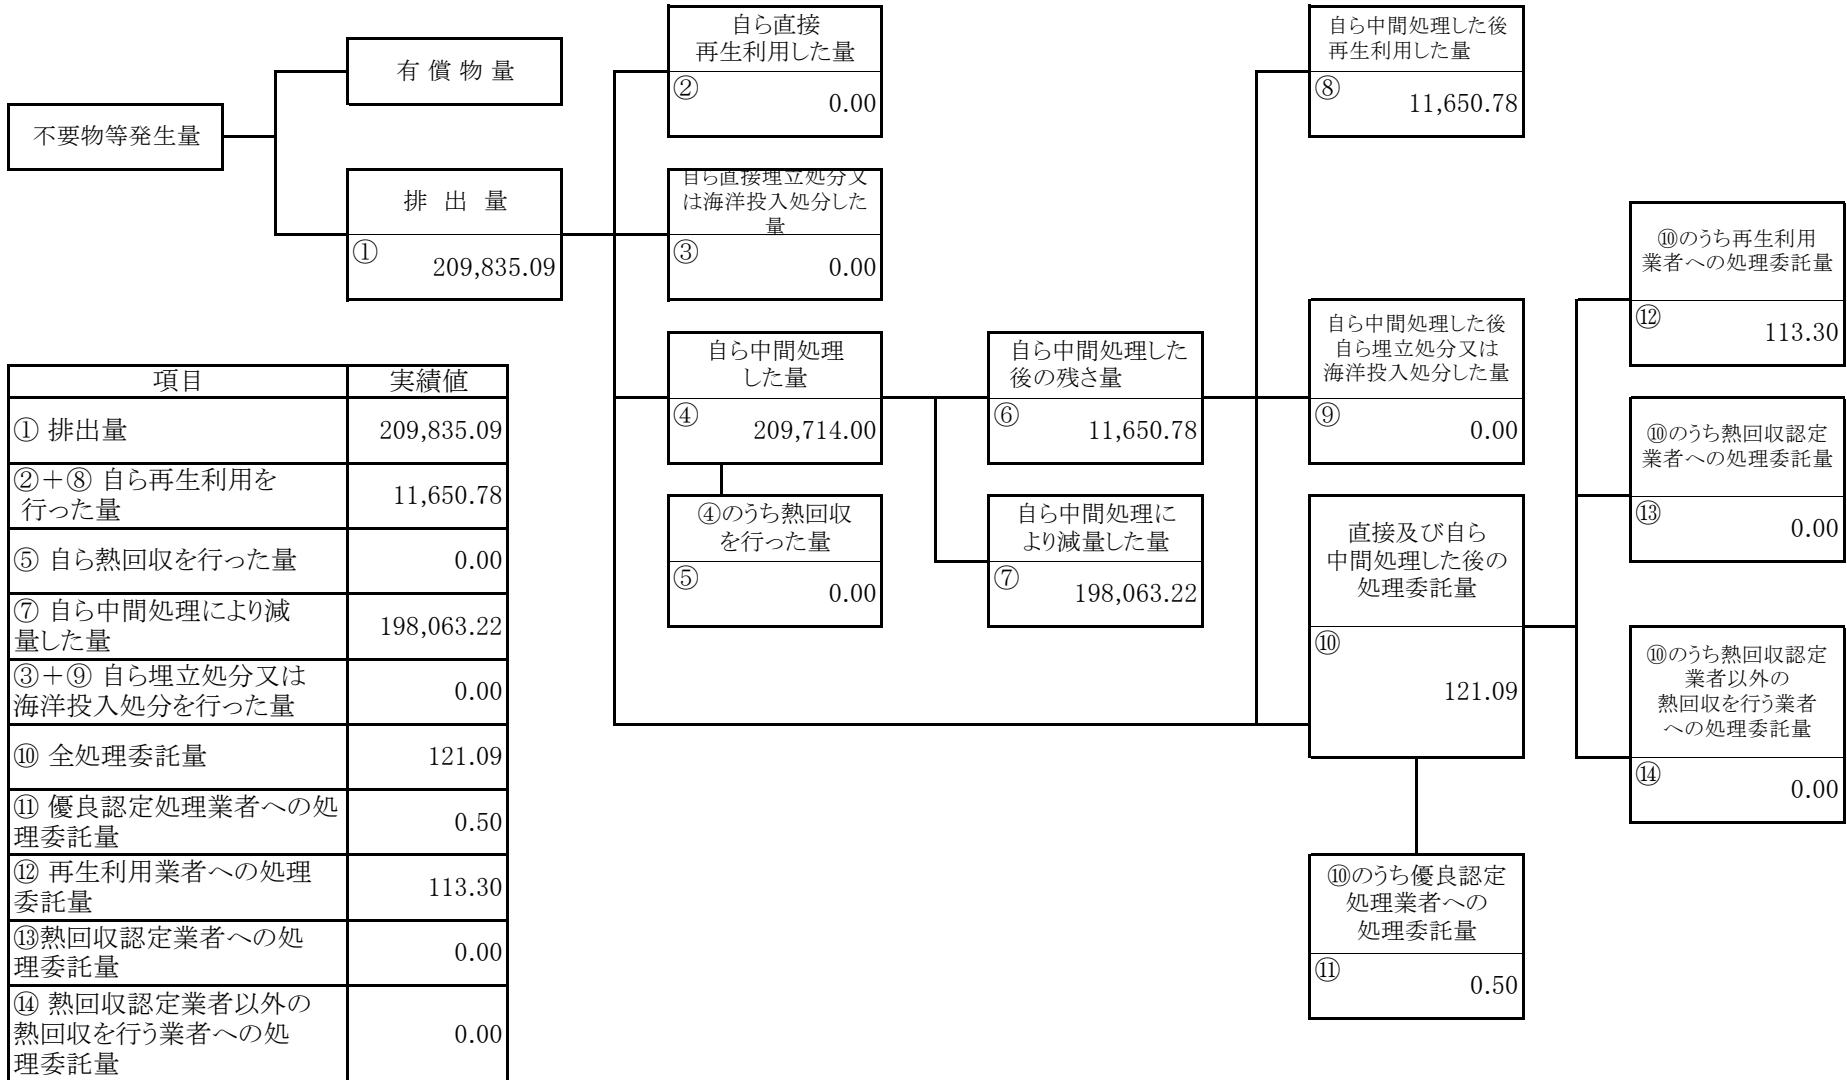 不要物等発生量
有 償 物 量
排 出 量
①
209,835.09
自ら直接
再生利用した量
②
0.00
自ら直接埋立処分又
は海洋投入処分した
量
③
0.00
自ら中間処理
した量
④
209,714.00
④のうち熱回収
を行った量
⑤
0.00
自ら中間処理した
後の残さ量
⑥
11,650.78
自ら中間処理に
より減量した量
⑦
198,063.22
自ら中間処理した後
再生利用した量
⑧
11,650.78
自ら中間処理した後
自ら埋立処分又は
海洋投入処分した量
⑨
0.00
直接及び自ら
中間処理した後の
処理委託量
⑩
121.09
⑩のうち優良認定
処理業者への
処理委託量
⑪
0.50
⑩のうち再生利用
業者への処理委託量
⑫
113.30
⑩のうち熱回収認定
業者への処理委託量
⑬
0.00
⑩のうち熱回収認定
業者以外の
熱回収を行う業者
への処理委託量
⑭
0.00
項目 実績値
① 排出量 209,835.09
②＋⑧ 自ら再生利用を
行った量 11,650.78
⑤ 自ら熱回収を行った量 0.00
⑦ 自ら中間処理により減
量した量 198,063.22
③＋⑨ 自ら埋立処分又は
海洋投入処分を行った量 0.00
⑩ 全処理委託量 121.09
⑪ 優良認定処理業者への処
理委託量 0.50
⑫ 再生利用業者への処理
委託量 113.30
⑬熱回収認定業者への処
理委託量 0.00
⑭ 熱回収認定業者以外の
熱回収を行う業者への処
理委託量 0.00